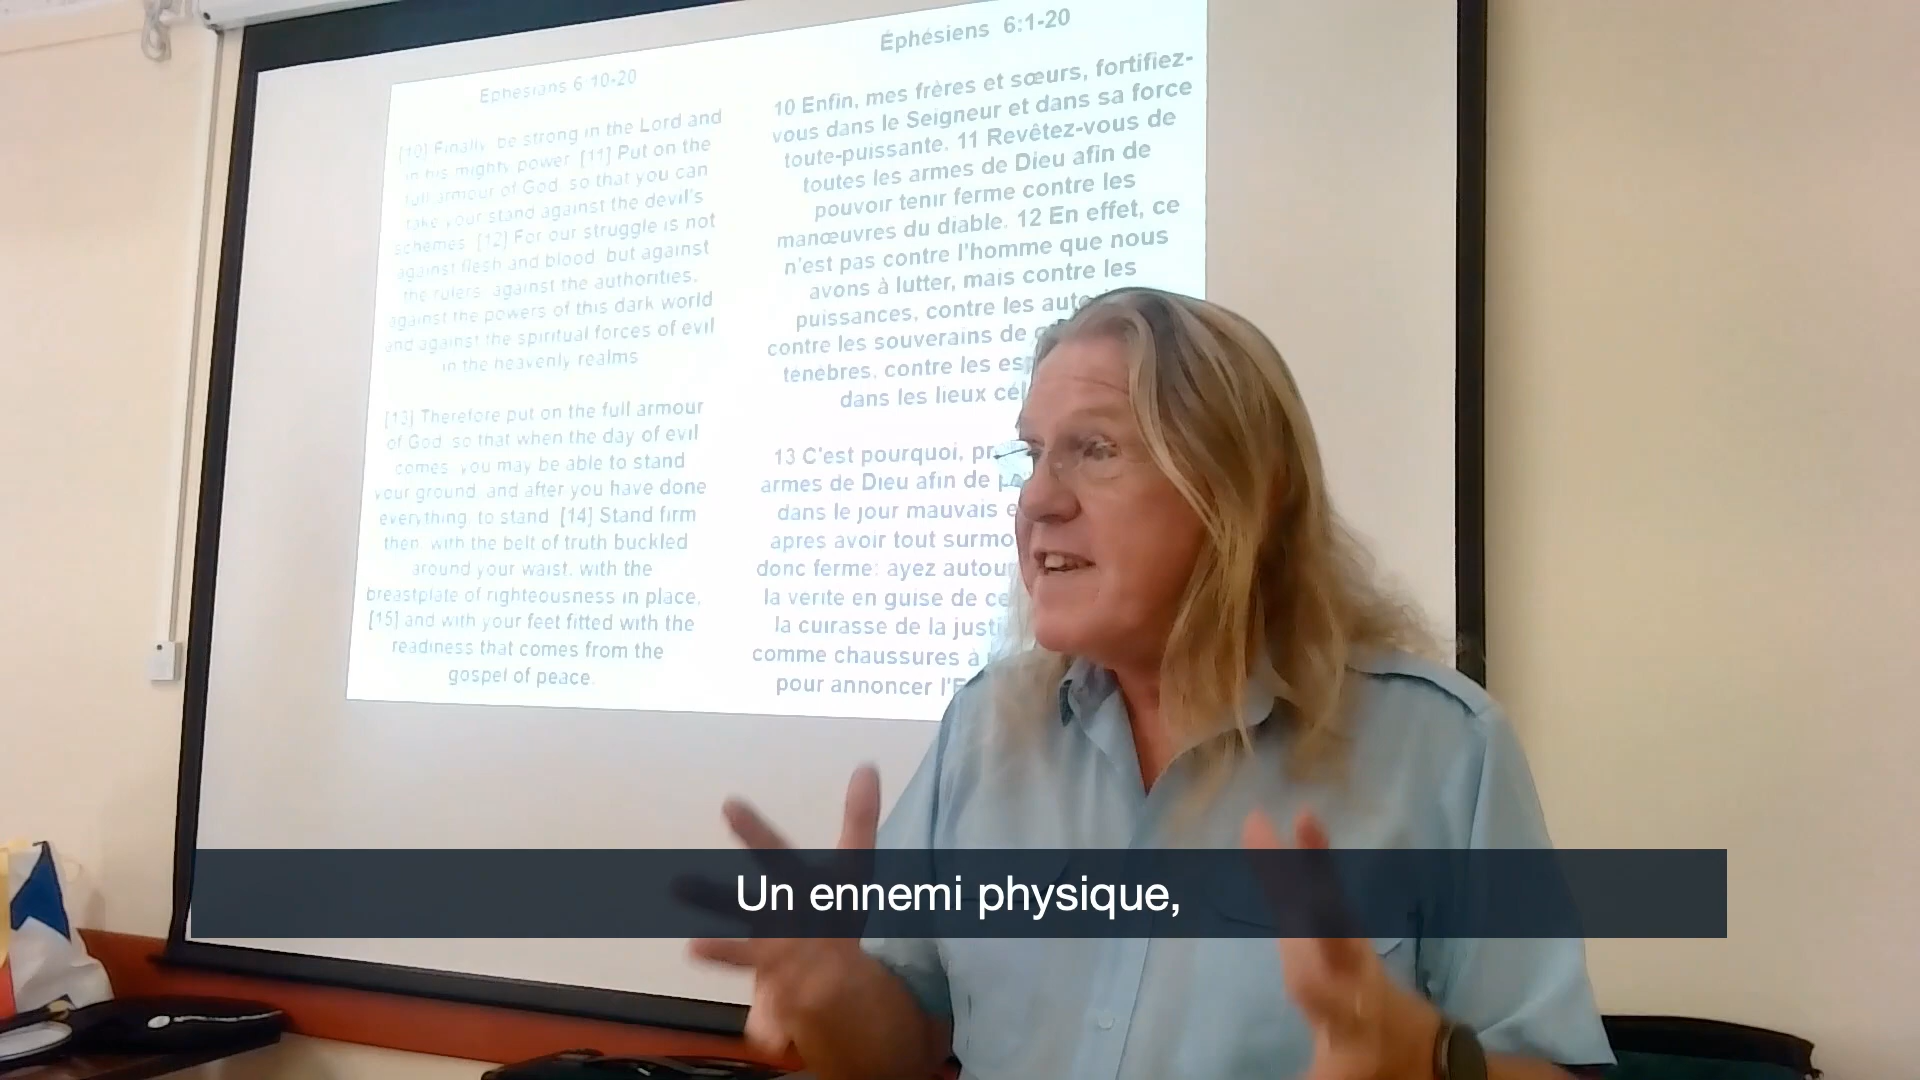 Ephesians 6:10-20
[10] Finally, be strong in the Lord and
in his mighty power. [11] Put on the
full armour of God, so that you can
take your stand against the devil's
schemes. [12] For our struggle is not
against flesh and blood, but against
the rulers, against the authorities,
against the powers of this dark world
and against the spiritual forces of evil
in the heavenly realms.
[13] Therefore put on the full armour
of God, so that when the day of evil
comes, you may be able to stand
your ground, and after you have done
everything, to stand. [14] Stand firm
then, with the belt of truth buckled
around your waist, with the
breastplate of righteousness in place,
[15] and with your feet fitted with the
readiness that comes from the
gospel of peace.
Éphésiens 6:1-20
10 Enfin, mes frères et sœurs, fortifiez-
vous dans le Seigneur et dans sa force
toute-puissante. 11 Revêtez-vous de
toutes les armes de Dieu afin de
pouvoir tenir ferme contre les
manœuvres du diable. 12 En effet, ce
n'est pas contre l'homme que nous
avons à lutter, mais contre les
puissances, contre les
contre les souverains de
ténèbres, contre les
dans les lieux
13 C'est pourquoi,
armes de Dieu afin de
dans le jour mauvais
après avoir tout
donc ferme: ayez
la vérité en guise de
la cuirasse de la
comme chaussures à
pour annoncer
Un ennemi physique,